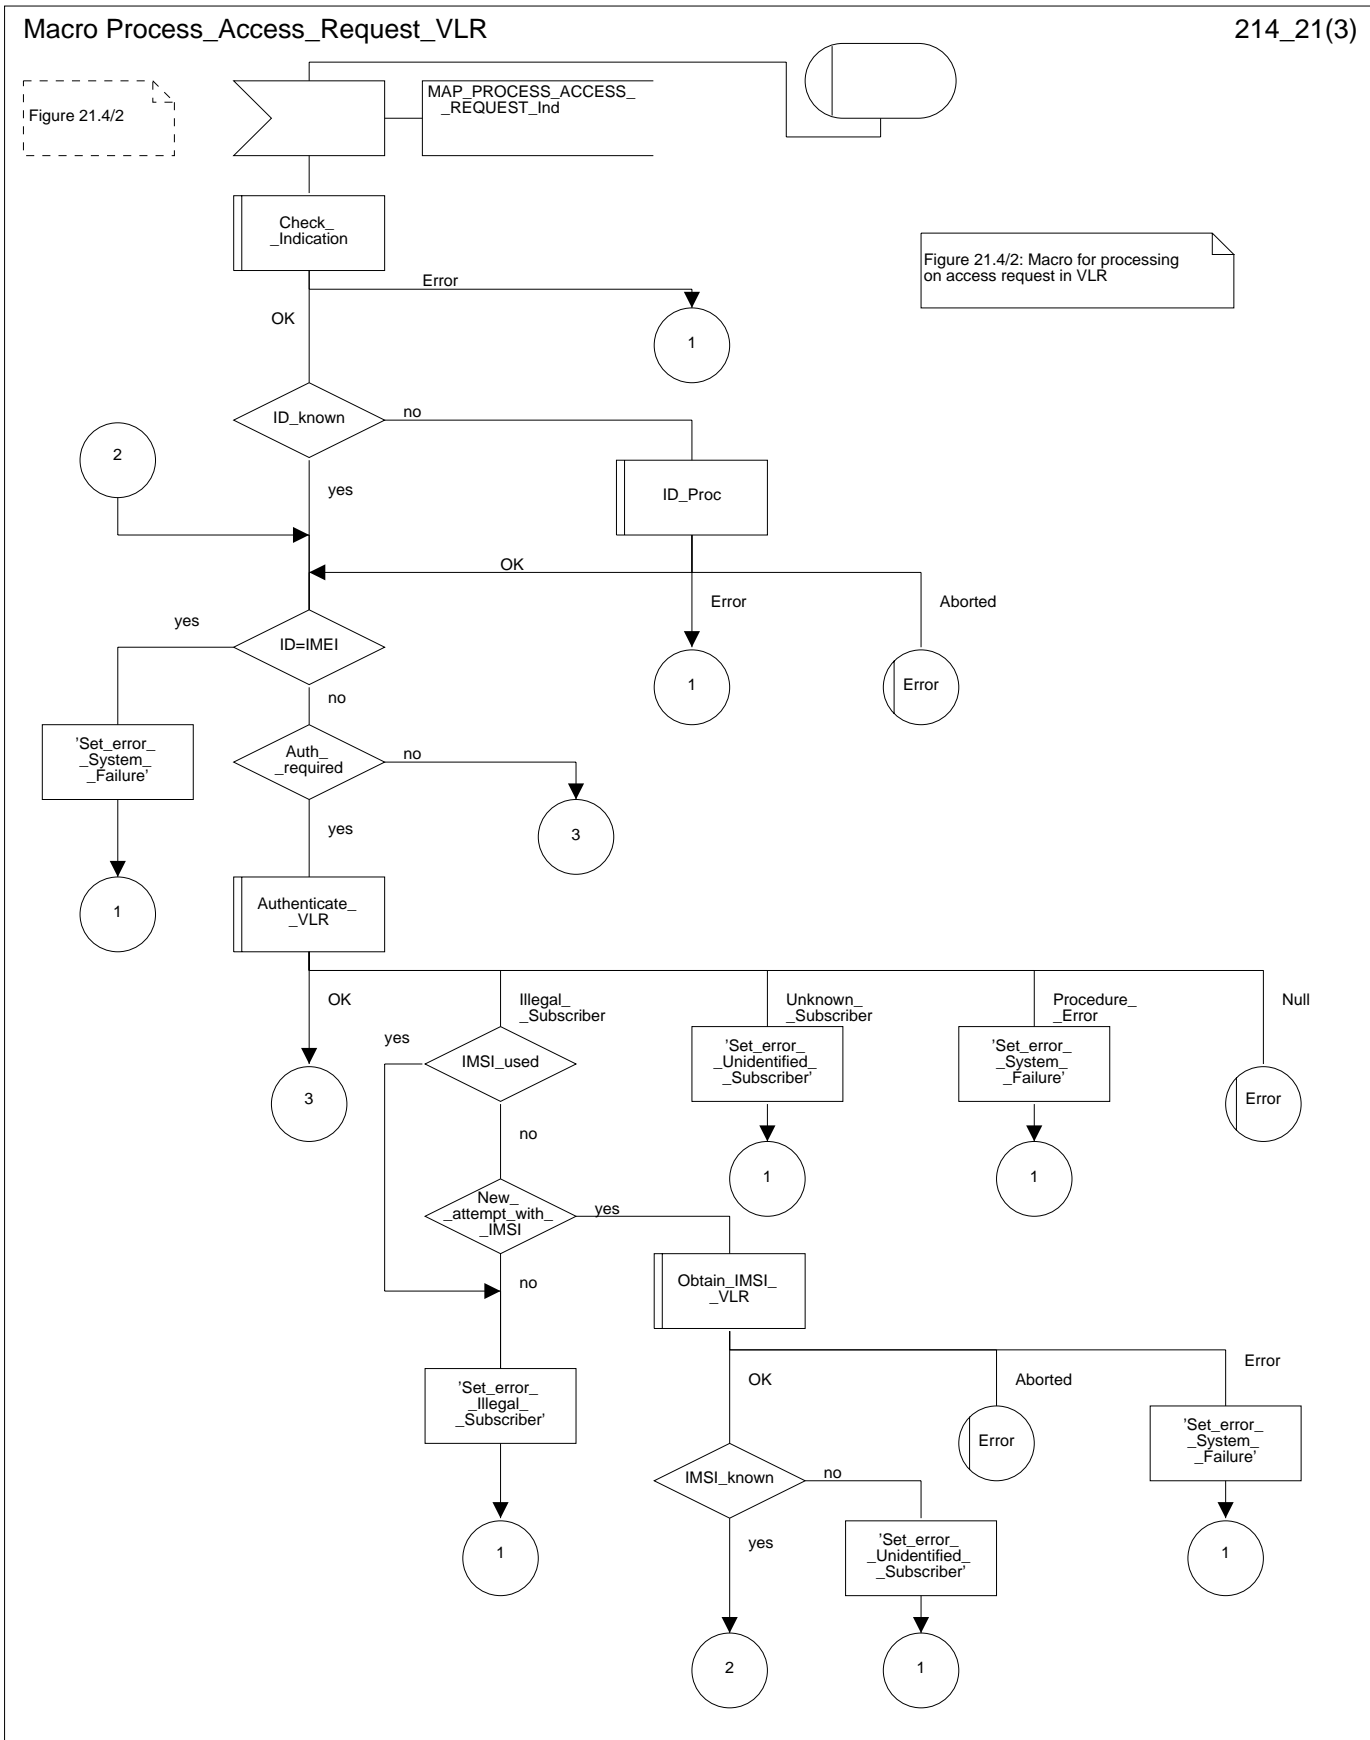 Macro Process_Access_Request_VLR
214_21(3)
Figure 21.4/2
MAP_PROCESS_ACCESS_
_REQUEST_Ind
Check_
_Indication
Figure 21.4/2: Macro for processing
on access request in VLR
Error
OK
1
ID_known
no
2
yes
ID_Proc
OK
Error
Aborted
yes
ID=IMEI
1
Error
no
'Set_error_
_System_
_Failure'
Auth_
_required
no
3
yes
1
Authenticate_
_VLR
OK
Illegal_
_Subscriber
Unknown_
_Subscriber
Procedure_
_Error
Null
yes
IMSI_used
'Set_error_
_Unidentified_
_Subscriber'
'Set_error_
_System_
_Failure'
3
Error
no
1
1
New_
_attempt_with_
_IMSI
yes
no
Obtain_IMSI_
_VLR
'Set_error_
_Illegal_
_Subscriber'
OK
Aborted
Error
Error
'Set_error_
_System_
_Failure'
IMSI_known
no
1
yes
'Set_error_
_Unidentified_
_Subscriber'
1
2
1